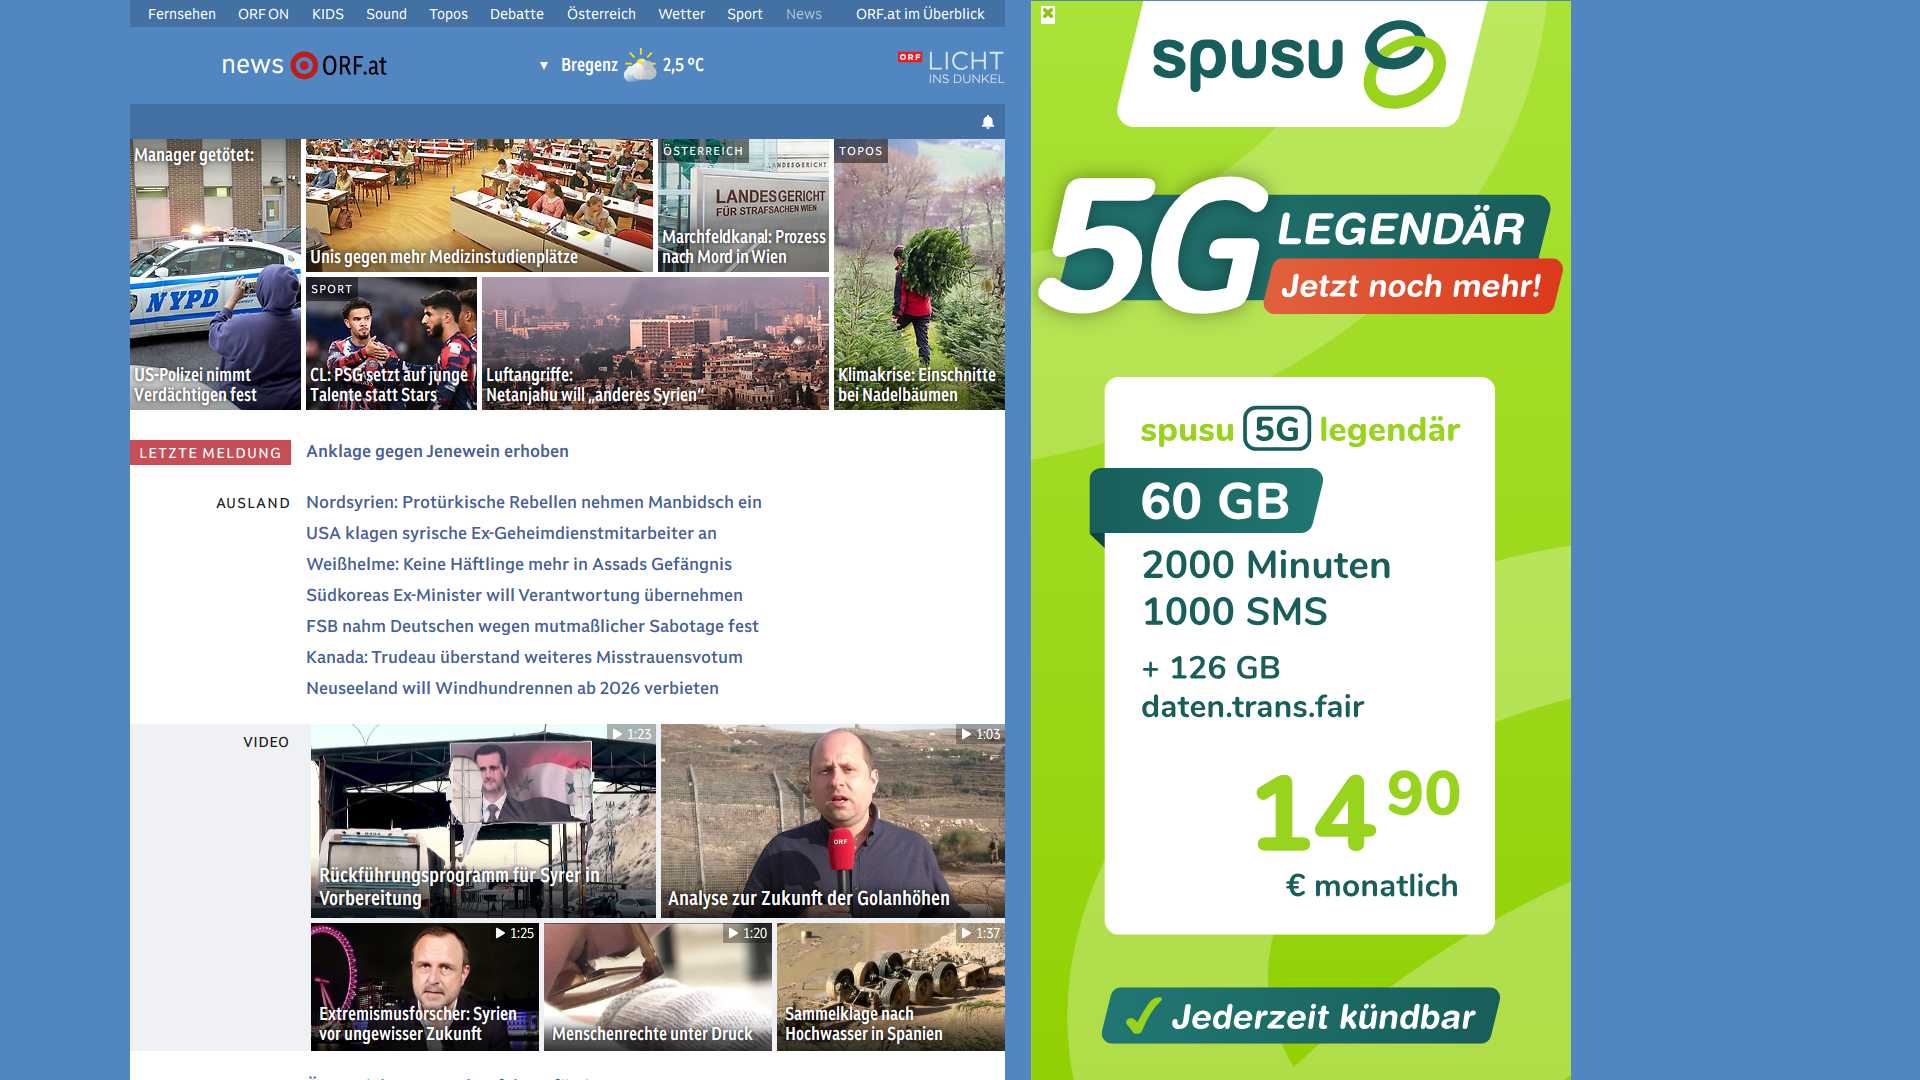 Fernsehen ORF ON KIDS Sound Topos Debatte Österreich Wetter Sport News ORF.at im Überblick
news ORF.at
Bregenz 2,5 °C
ORF LICHT
INS DUNKEL
Manager getötet:
US-Polizei nimmt
Verdächtigen fest
NYPD
Unis gegen mehr Medizinstudienplätze
ÖSTERREICH
LANDESGERICHT
LANDESGERICHT
FÜR STRAFSACHEN WIEN
Marchfeldkanal: Prozess
nach Mord in Wien
TOPOS
Klimakrise: Einschnitte
bei Nadelbäumen
SPORT
CL: PSG setzt auf junge
Talente statt Stars
Luftangriffe:
Netanjahu will „anderes Syrien“
LETZTE MELDUNG
Anklage gegen Jenewein erhoben
AUSLAND
Nordsyrien: Protürkische Rebellen nehmen Manbidsch ein
USA klagen syrische Ex-Geheimdienstmitarbeiter an
Weißhelme: Keine Häftlinge mehr in Assads Gefängnis
Südkoreas Ex-Minister will Verantwortung übernehmen
FSB nahm Deutschen wegen mutmaßlicher Sabotage fest
Kanada: Trudeau überstand weiteres Misstrauensvotum
Neuseeland will Windhundrennen ab 2026 verbieten
VIDEO
1:23
Rückführungsprogramm für Syrer in
Vorbereitung
1:03
ORF
Analyse zur Zukunft der Golanhöhen
1:25
Extremismusforscher: Syrien
vor ungewisser Zukunft
1:20
Menschenrechte unter Druck
1:37
Sammelklage nach
Hochwasser in Spanien
spusu
5G LEGENDÄR
Jetzt noch mehr!
spusu 5G legendär
60 GB
2000 Minuten
1000 SMS
+ 126 GB
daten.trans.fair
14 90
€ monatlich
Jederzeit kündbar